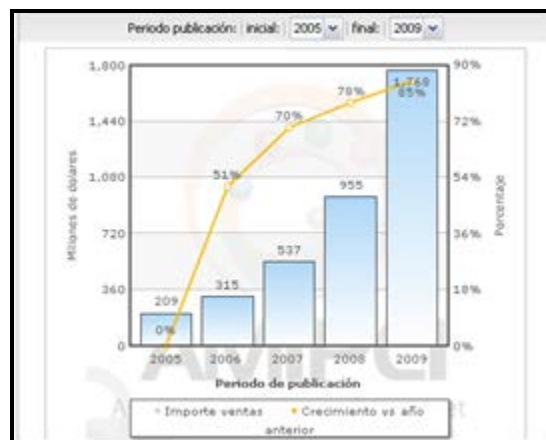 Periodo publicación: inicial: 2005 final: 2009
1,800
1,440
1,080
720
360
0
90%
72%
54%
36%
18%
0%
Millones de dolares
Porcentaje
209
0%
315
51%
537
70%
955
78%
1,768
85%
2005 2006 2007 2008 2009
Periodo de publicación
AMIPCI
Importe ventas Crecimiento vs año
anterior